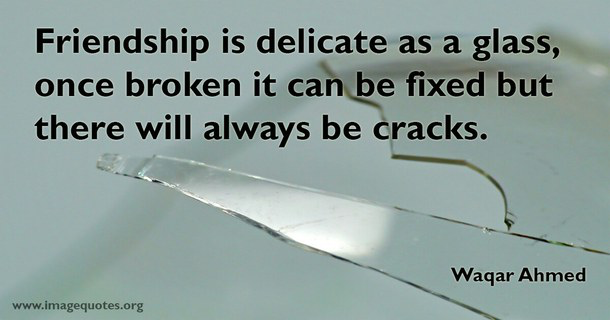 Friendship is delicate as a glass,
once broken it can be fixed but
there will always be cracks.
Waqar Ahmed
www.imagequotes.org